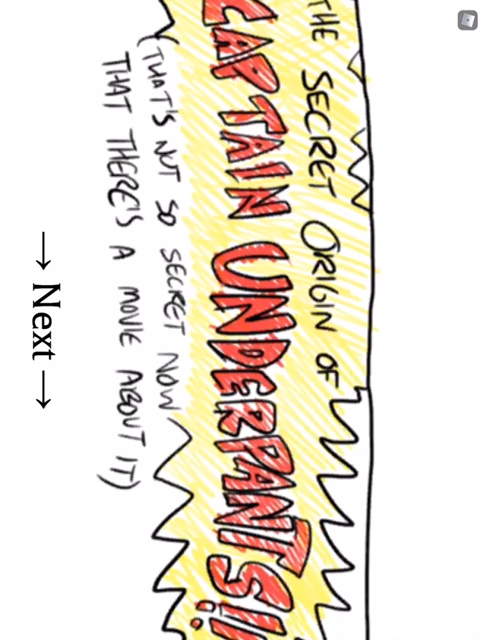 THE SECRET ORIGIN OF
CAPTAIN UNDERPANTS!!
(THAT'S NOT SO SECRET NOW
THAT THERE'S A MOVIE ABOUT IT)
→ Next →